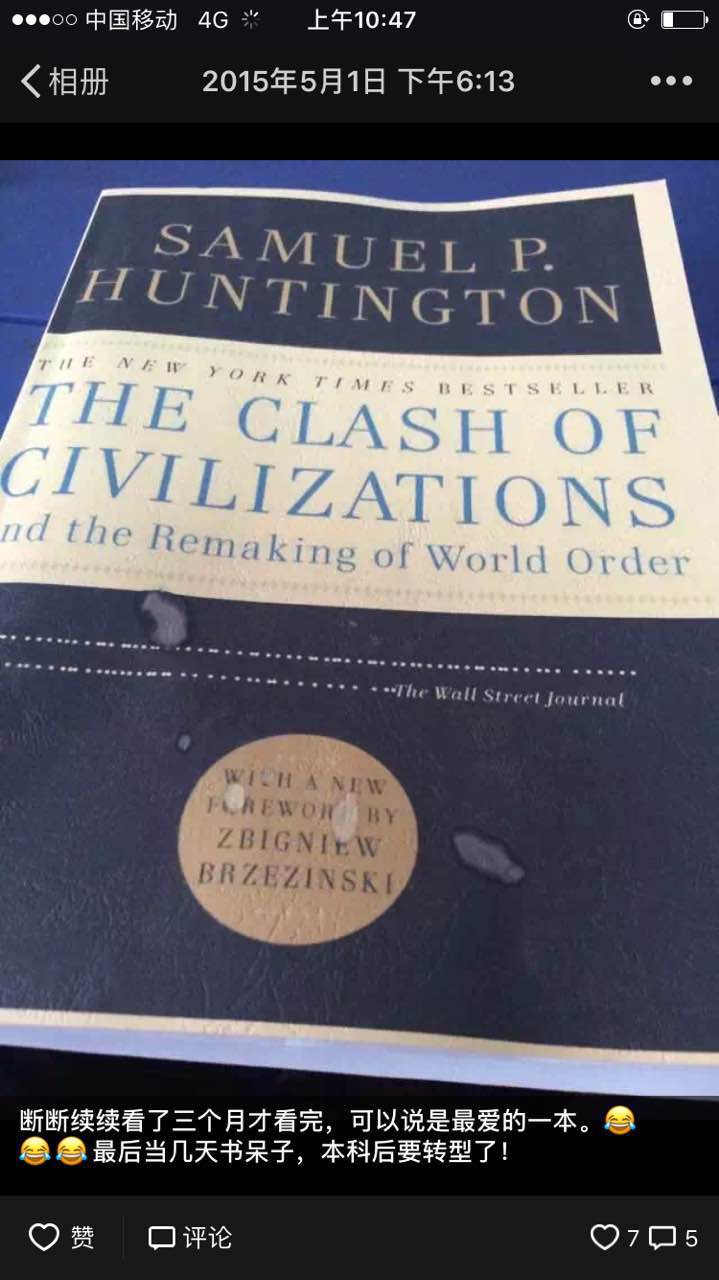 中国移动 4G 上午10:47
相册 2015年5月1日 下午6:13
SAMUEL P.
HUNTINGTON
THE NEW YORK TIMES BESTSELLER
THE CLASH OF
CIVILIZATIONS
nd the Remaking of World Order
The Wall Street Journal
WITH A NEW
FOREWORD BY
ZBIGNIEW
BRZEZINSKI
断断续续看了三个月才看完，可以说是最爱的一本。😂
😂😂最后当几天书呆子，本科后要转型了！
赞 评论 7 5